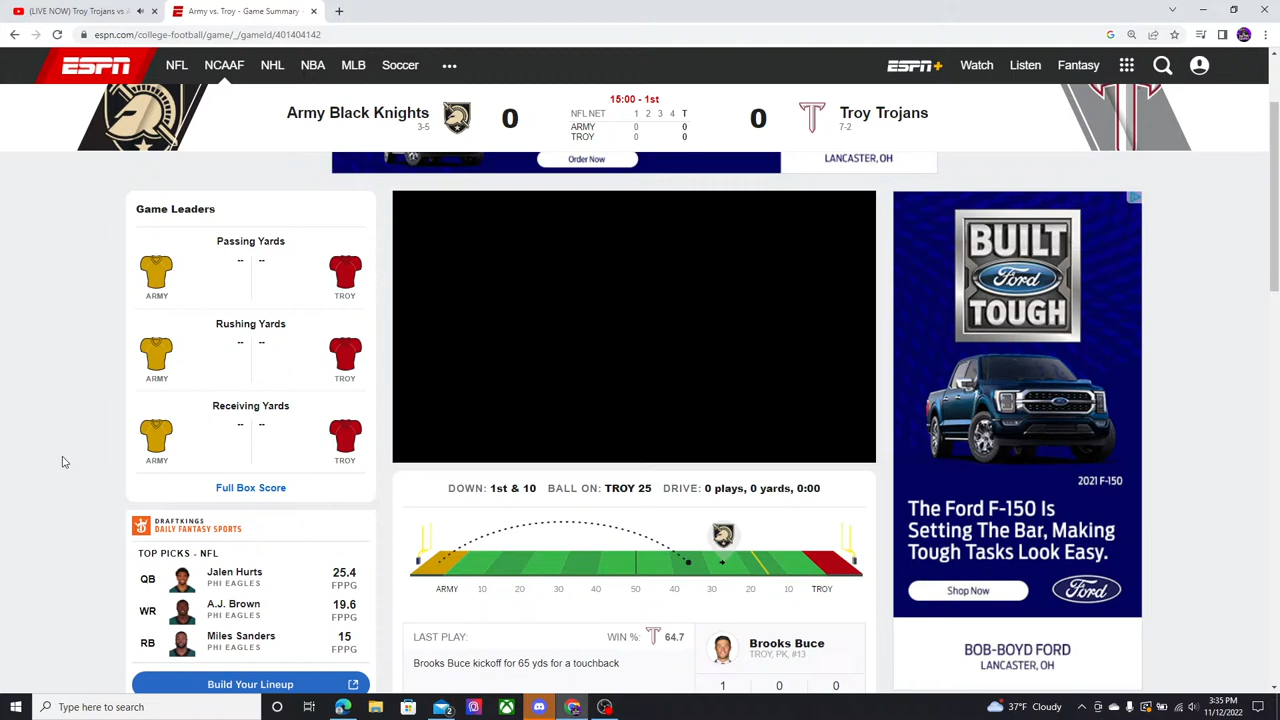 (LIVE NOW) Troy Trojans vs A
Army vs. Troy - Game Summary -
espn.com/college-football/game/_/gameId/401404142
ESPN
NFL
NCAAF
NHL
NBA
MLB
Soccer
ESPN+
Watch
Listen
Fantasy
Army Black Knights
3-5
0
15:00 - 1st
NFL NET 1 2 3 4 T
ARMY 0 0
TROY 0 0
0
Troy Trojans
7-2
Order Now
LANCASTER, OH
Game Leaders
Passing Yards
-- --
ARMY TROY
Rushing Yards
-- --
ARMY TROY
Receiving Yards
-- --
ARMY TROY
Full Box Score
DRAFTKINGS
DAILY FANTASY SPORTS
TOP PICKS - NFL
QB Jalen Hurts 25.4
PHI EAGLES FPPG
WR A.J. Brown 19.6
PHI EAGLES FPPG
RB Miles Sanders 15
PHI EAGLES FPPG
Build Your Lineup
DOWN: 1st & 10 BALL ON: TROY 25 DRIVE: 0 plays, 0 yards, 0:00
ARMY 10 20 30 40 50 40 30 20 10 TROY
LAST PLAY: WIN %: 64.7
Brooks Buce kickoff for 65 yds for a touchback
Brooks Buce
TROY, PK, #13
1 0 0
BUILT
Ford
TOUGH
2021 F-150
The Ford F-150 Is
Setting The Bar, Making
Tough Tasks Look Easy.
Shop Now
Ford
BOB-BOYD FORD
LANCASTER, OH
Type here to search
2
37°F Cloudy
3:35 PM
11/12/2022